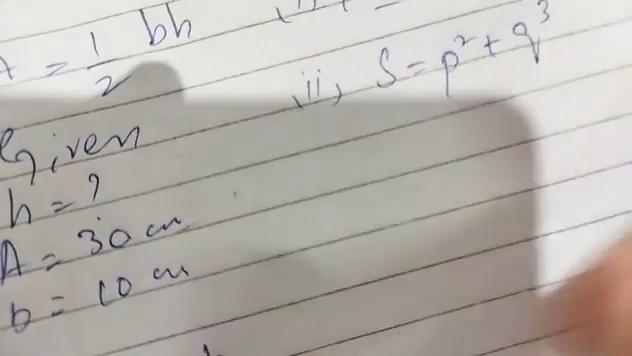 A = 1/2 bh
ii, S = p² + q³
Given
h = ?
A = 30 cm
b = 10 cm